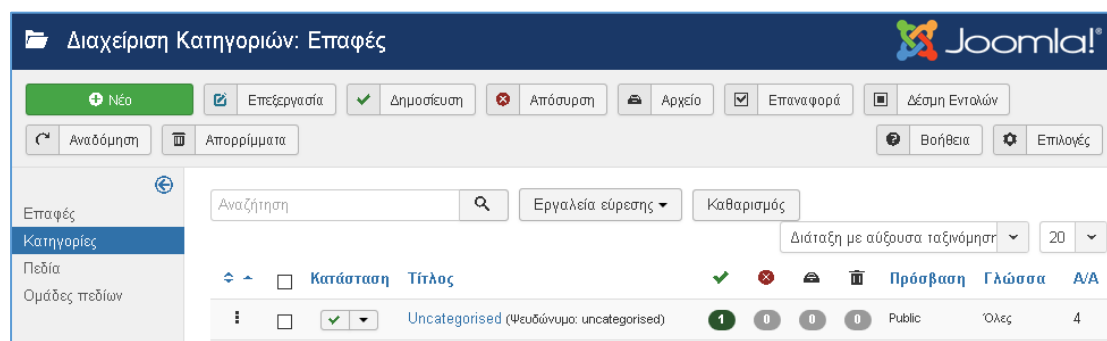 Διαχείριση Κατηγοριών: Επαφές Joomla!®
Νέο Επεξεργασία Δημοσίευση Απόσυρση Αρχείο Επαναφορά Δέσμη Εντολών
Αναδόμηση Απορρίμματα Βοήθεια Επιλογές
Αναζήτηση Εργαλεία εύρεσης Καθαρισμός
Επαφές
Κατηγορίες
Πεδία
Ομάδες πεδίων
Διάταξη με αύξουσα ταξινόμησ 20
Κατάσταση Τίτλος Πρόσβαση Γλώσσα Α/Α
Uncategorised (Ψευδώνυμο: uncategorised) 1 0 0 0 Public Όλες 4